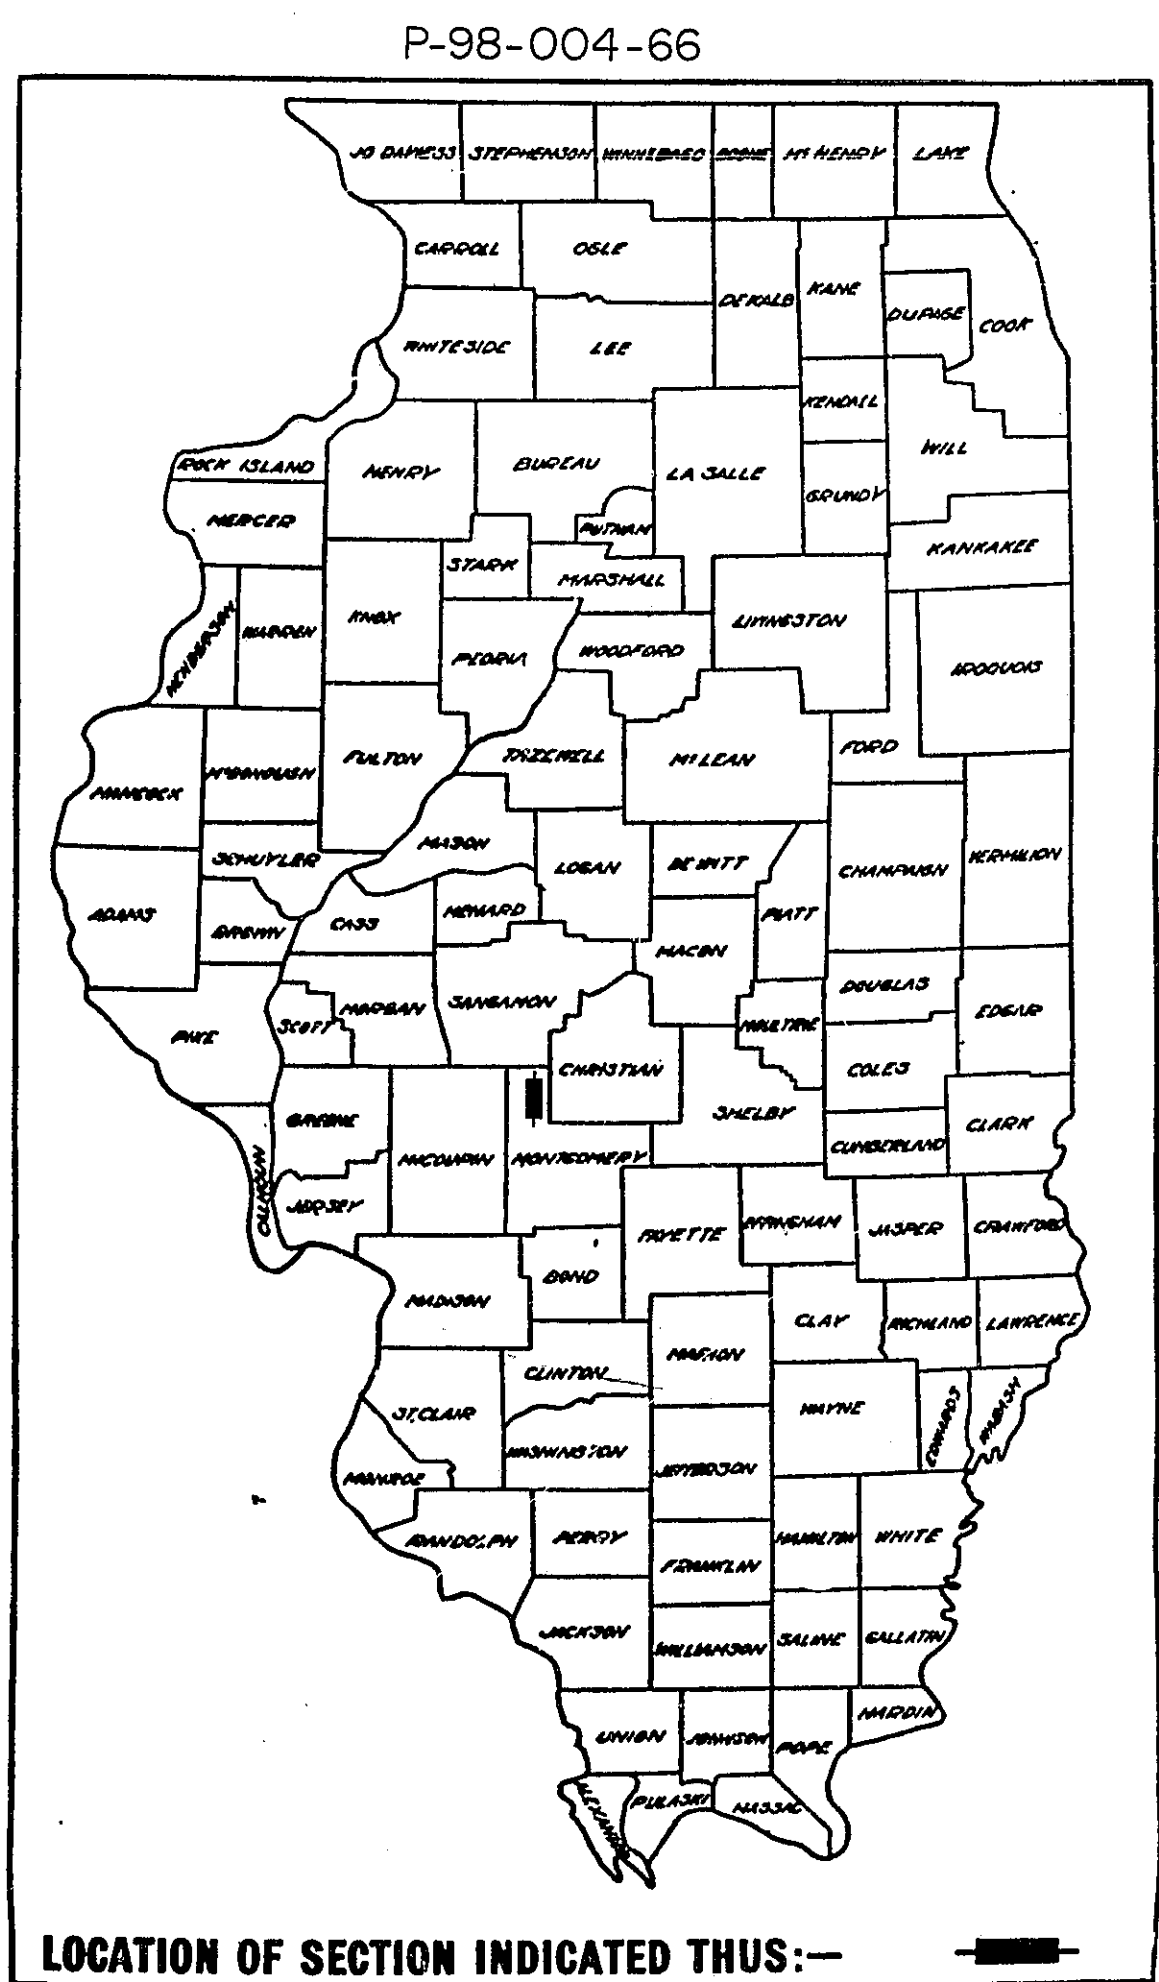 P-98-004-66
JO DAVIESS STEPHENSON WINNEBAGO BOONE McHENRY LAKE
CARROLL OGLE
DEKALB KANE
DUPAGE COOK
WHITESIDE LEE
KENDALL
WILL
ROCK ISLAND HENRY BUREAU LA SALLE
GRUNDY
MERCER PUTNAM
KANKAKEE
STARK MARSHALL
HENDERSON WARREN KNOX LIVINGSTON
PEORIA WOODFORD IROQUOIS
FULTON TAZEWELL McLEAN FORD
HANCOCK McDONOUGH
MASON
SCHUYLER LOGAN DEWITT CHAMPAIGN VERMILION
ADAMS BROWN CASS MENARD PIATT
MACON
DOUGLAS
PIKE SCOTT MORGAN SANGAMON MOULTRIE EDGAR
CHRISTIAN COLES
GREENE SHELBY CLARK
MACOUPIN MONTGOMERY CUMBERLAND
CALHOUN JERSEY
FAYETTE EFFINGHAM JASPER CRAWFORD
BOND
MADISON
CLAY RICHLAND LAWRENCE
MARION
CLINTON
ST. CLAIR WAYNE EDWARDS WABASH
WASHINGTON JEFFERSON
MONROE
RANDOLPH PERRY HAMILTON WHITE
FRANKLIN
JACKSON WILLIAMSON SALINE GALLATIN
HARDIN
UNION JOHNSON POPE
ALEXANDER PULASKI MASSAC
LOCATION OF SECTION INDICATED THUS:—